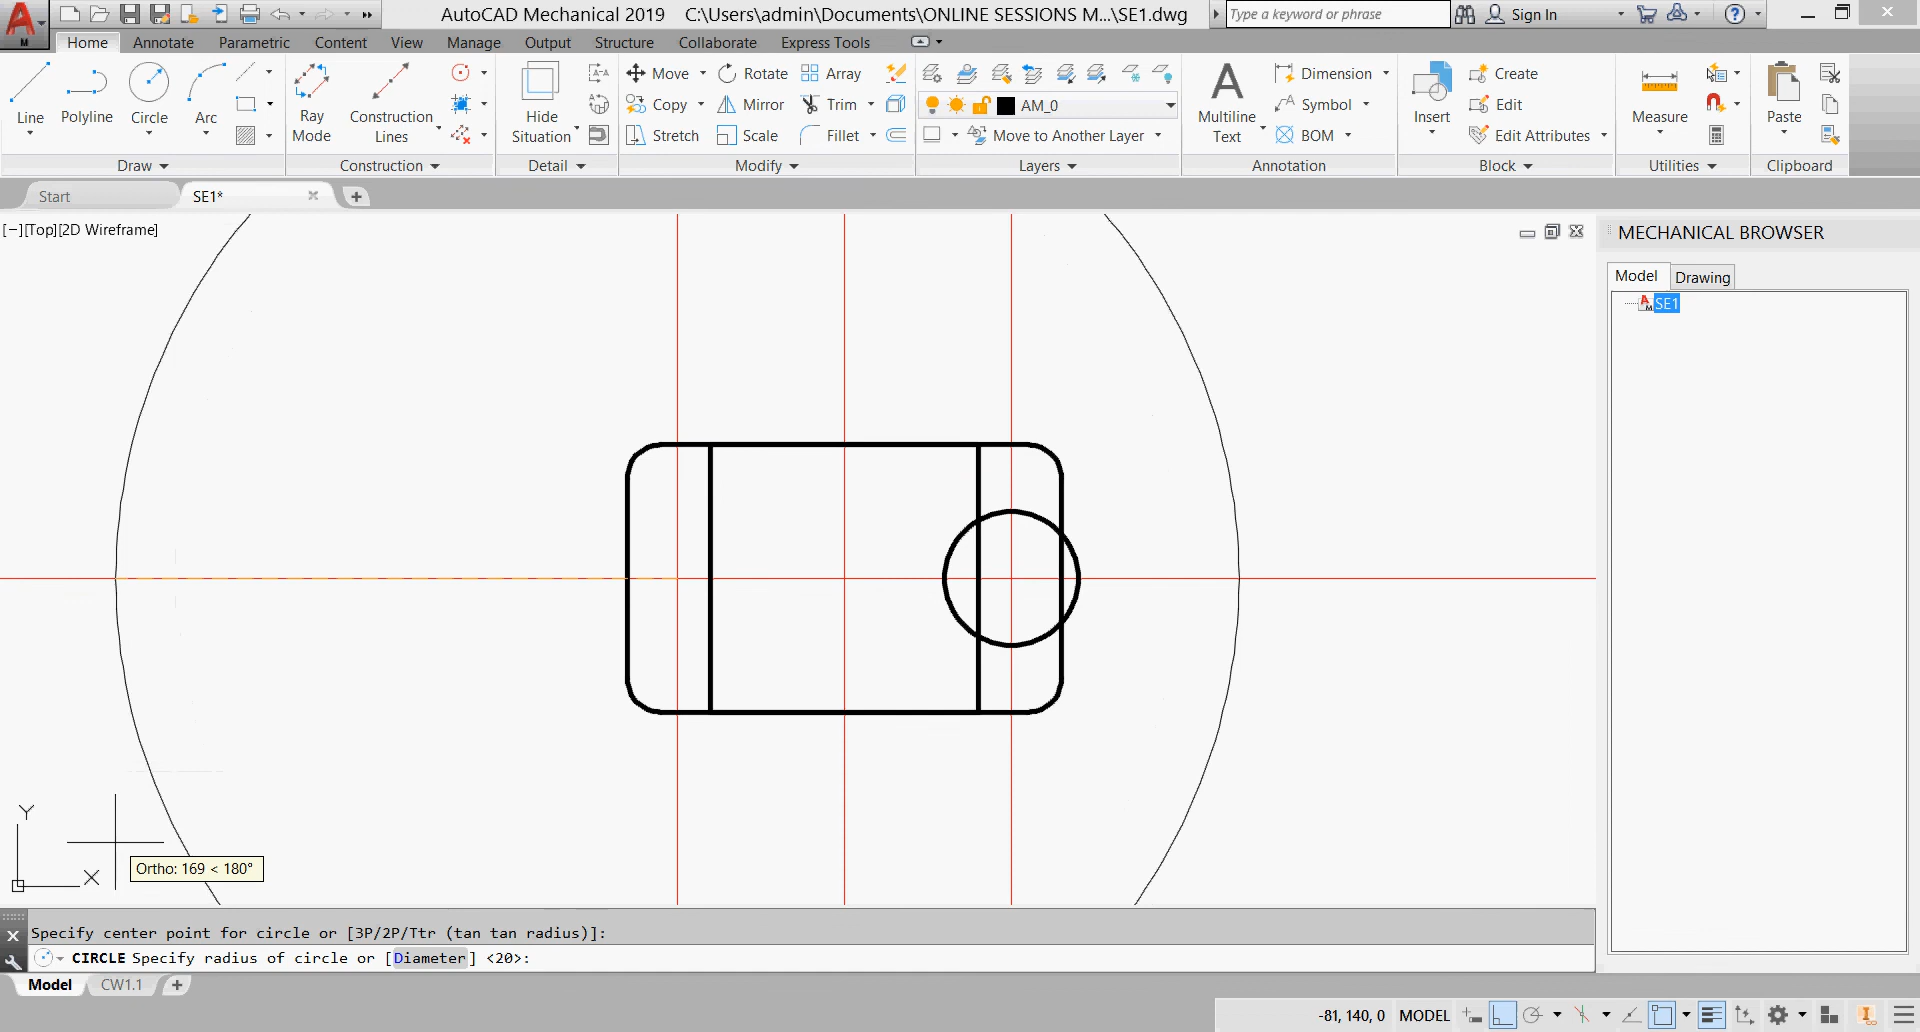 AutoCAD Mechanical 2019 C:\Users\admin\Documents\ONLINE SESSIONS M...\SE1.dwg
Type a keyword or phrase
Sign In
M
Home Annotate Parametric Content View Manage Output Structure Collaborate Express Tools
Line
Polyline
Circle
Arc
Draw
Ray Mode
Construction Lines
Construction
Hide Situation
Detail
Move Rotate Array
Copy Mirror Trim
Stretch Scale Fillet
Modify
AM_0
Move to Another Layer
Layers
Multiline Text
Dimension
Symbol
BOM
Annotation
Insert
Create
Edit
Edit Attributes
Block
Measure
Utilities
Paste
Clipboard
Start
SE1*
[−][Top][2D Wireframe]
MECHANICAL BROWSER
Model Drawing
SE1
Y
X
Ortho: 169 < 180°
Specify center point for circle or [3P/2P/Ttr (tan tan radius)]:
CIRCLE Specify radius of circle or [Diameter] <20>:
Model CW1.1 +
-81, 140, 0 MODEL